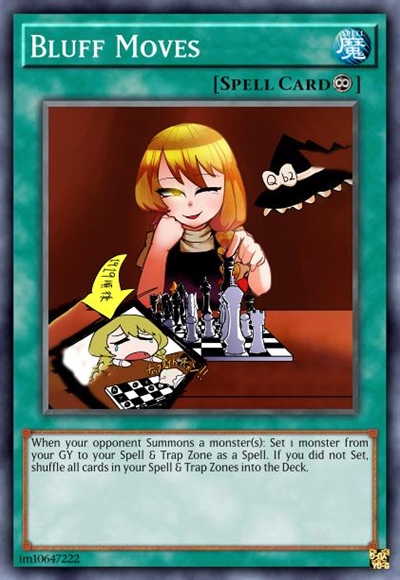 BLUFF MOVES
SPELL
魔
[SPELL CARD]
Q b2
When your opponent Summons a monster(s): Set 1 monster from
your GY to your Spell & Trap Zone as a Spell. If you did not Set,
shuffle all cards in your Spell & Trap Zones into the Deck.
im10647222